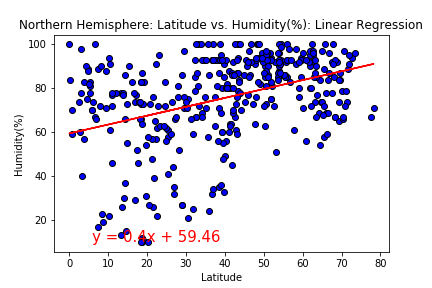 Northern Hemisphere: Latitude vs. Humidity(%): Linear Regression
Humidity(%)
100
80
60
40
20
y = 0.4x + 59.46
0 10 20 30 40 50 60 70 80
Latitude